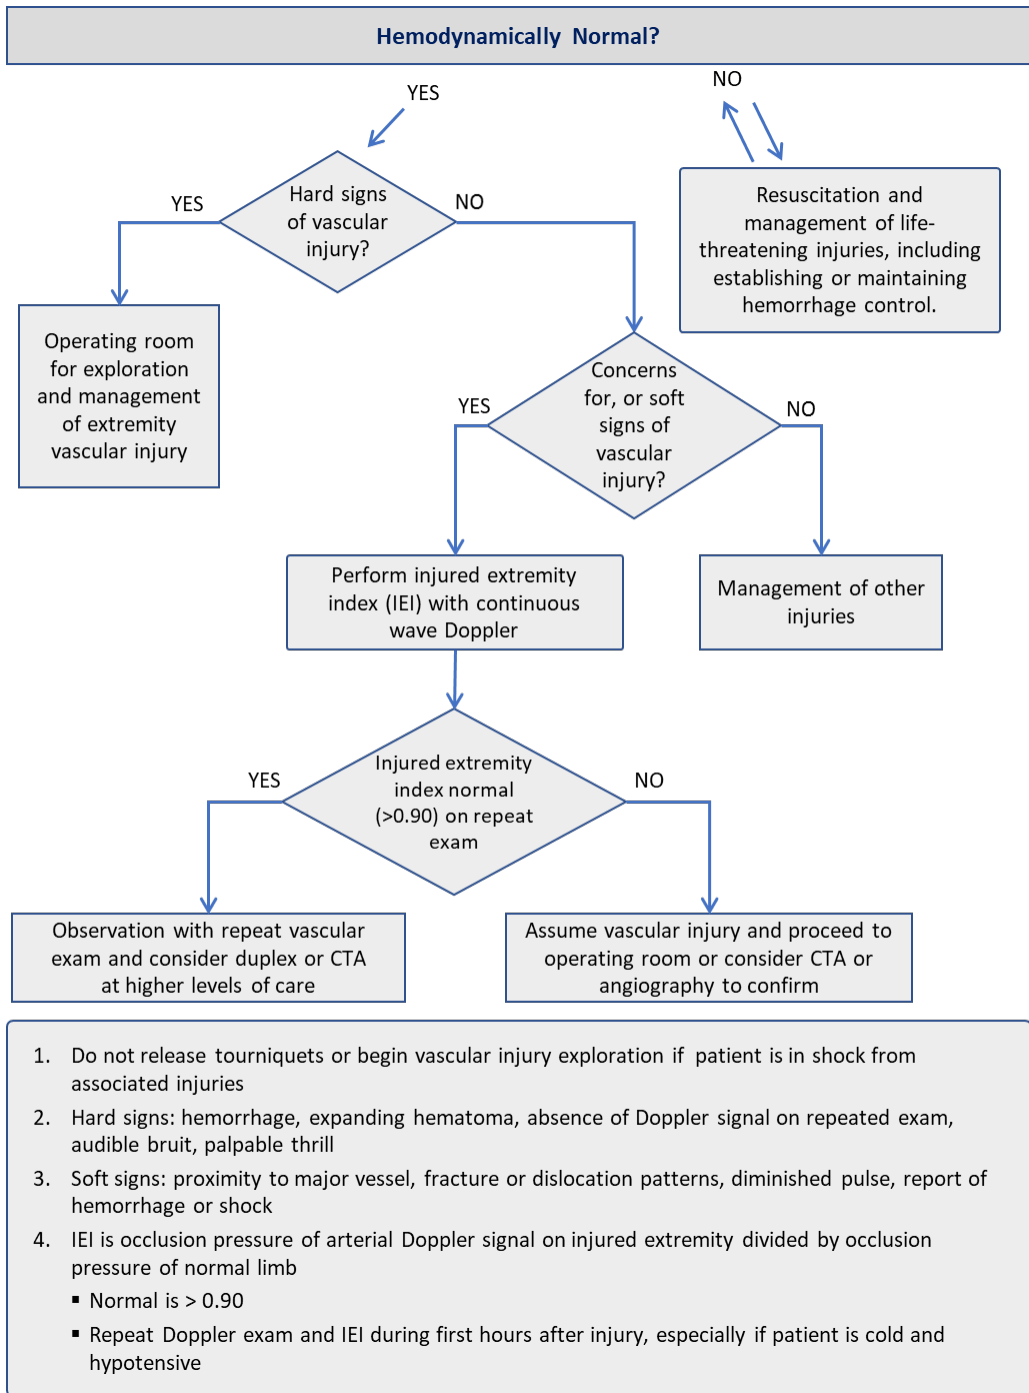 Hemodynamically Normal?
YES
NO
Hard signs
of vascular
injury?
YES
NO
Resuscitation and
management of life-
threatening injuries, including
establishing or maintaining
hemorrhage control.
Operating room
for exploration
and management
of extremity
vascular injury
Concerns
for, or soft
signs of
vascular
injury?
YES
NO
Perform injured extremity
index (IEI) with continuous
wave Doppler
Management of other
injuries
Injured extremity
index normal
(>0.90) on repeat
exam
YES
NO
Observation with repeat vascular
exam and consider duplex or CTA
at higher levels of care
Assume vascular injury and proceed to
operating room or consider CTA or
angiography to confirm
1. Do not release tourniquets or begin vascular injury exploration if patient is in shock from
associated injuries
2. Hard signs: hemorrhage, expanding hematoma, absence of Doppler signal on repeated exam,
audible bruit, palpable thrill
3. Soft signs: proximity to major vessel, fracture or dislocation patterns, diminished pulse, report of
hemorrhage or shock
4. IEI is occlusion pressure of arterial Doppler signal on injured extremity divided by occlusion
pressure of normal limb
▪ Normal is > 0.90
▪ Repeat Doppler exam and IEI during first hours after injury, especially if patient is cold and
hypotensive